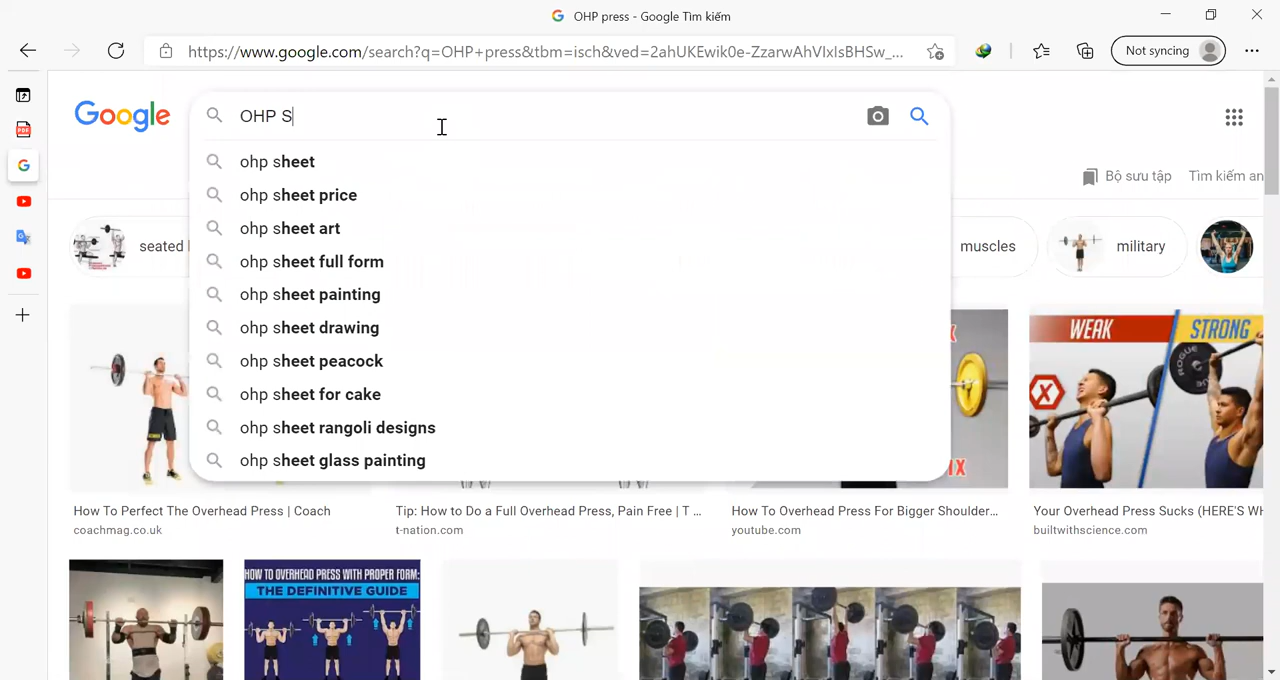 OHP press - Google Tìm kiếm
https://www.google.com/search?q=OHP+press&tbm=isch&ved=2ahUKEwik0e-ZzarwAhVIxIsBHSw_...
Not syncing
PDF
Google
OHP S
ohp sheet
ohp sheet price
ohp sheet art
ohp sheet full form
ohp sheet painting
ohp sheet drawing
ohp sheet peacock
ohp sheet for cake
ohp sheet rangoli designs
ohp sheet glass painting
Bộ sưu tập
Tìm kiếm an
seated
muscles
military
WEAK
STRONG
ROGUE
How To Perfect The Overhead Press | Coach
coachmag.co.uk
Tip: How to Do a Full Overhead Press, Pain Free | T ...
t-nation.com
How To Overhead Press For Bigger Shoulder...
youtube.com
Your Overhead Press Sucks (HERE'S WH
builtwithscience.com
HOW TO OVERHEAD PRESS WITH PROPER FORM:
THE DEFINITIVE GUIDE